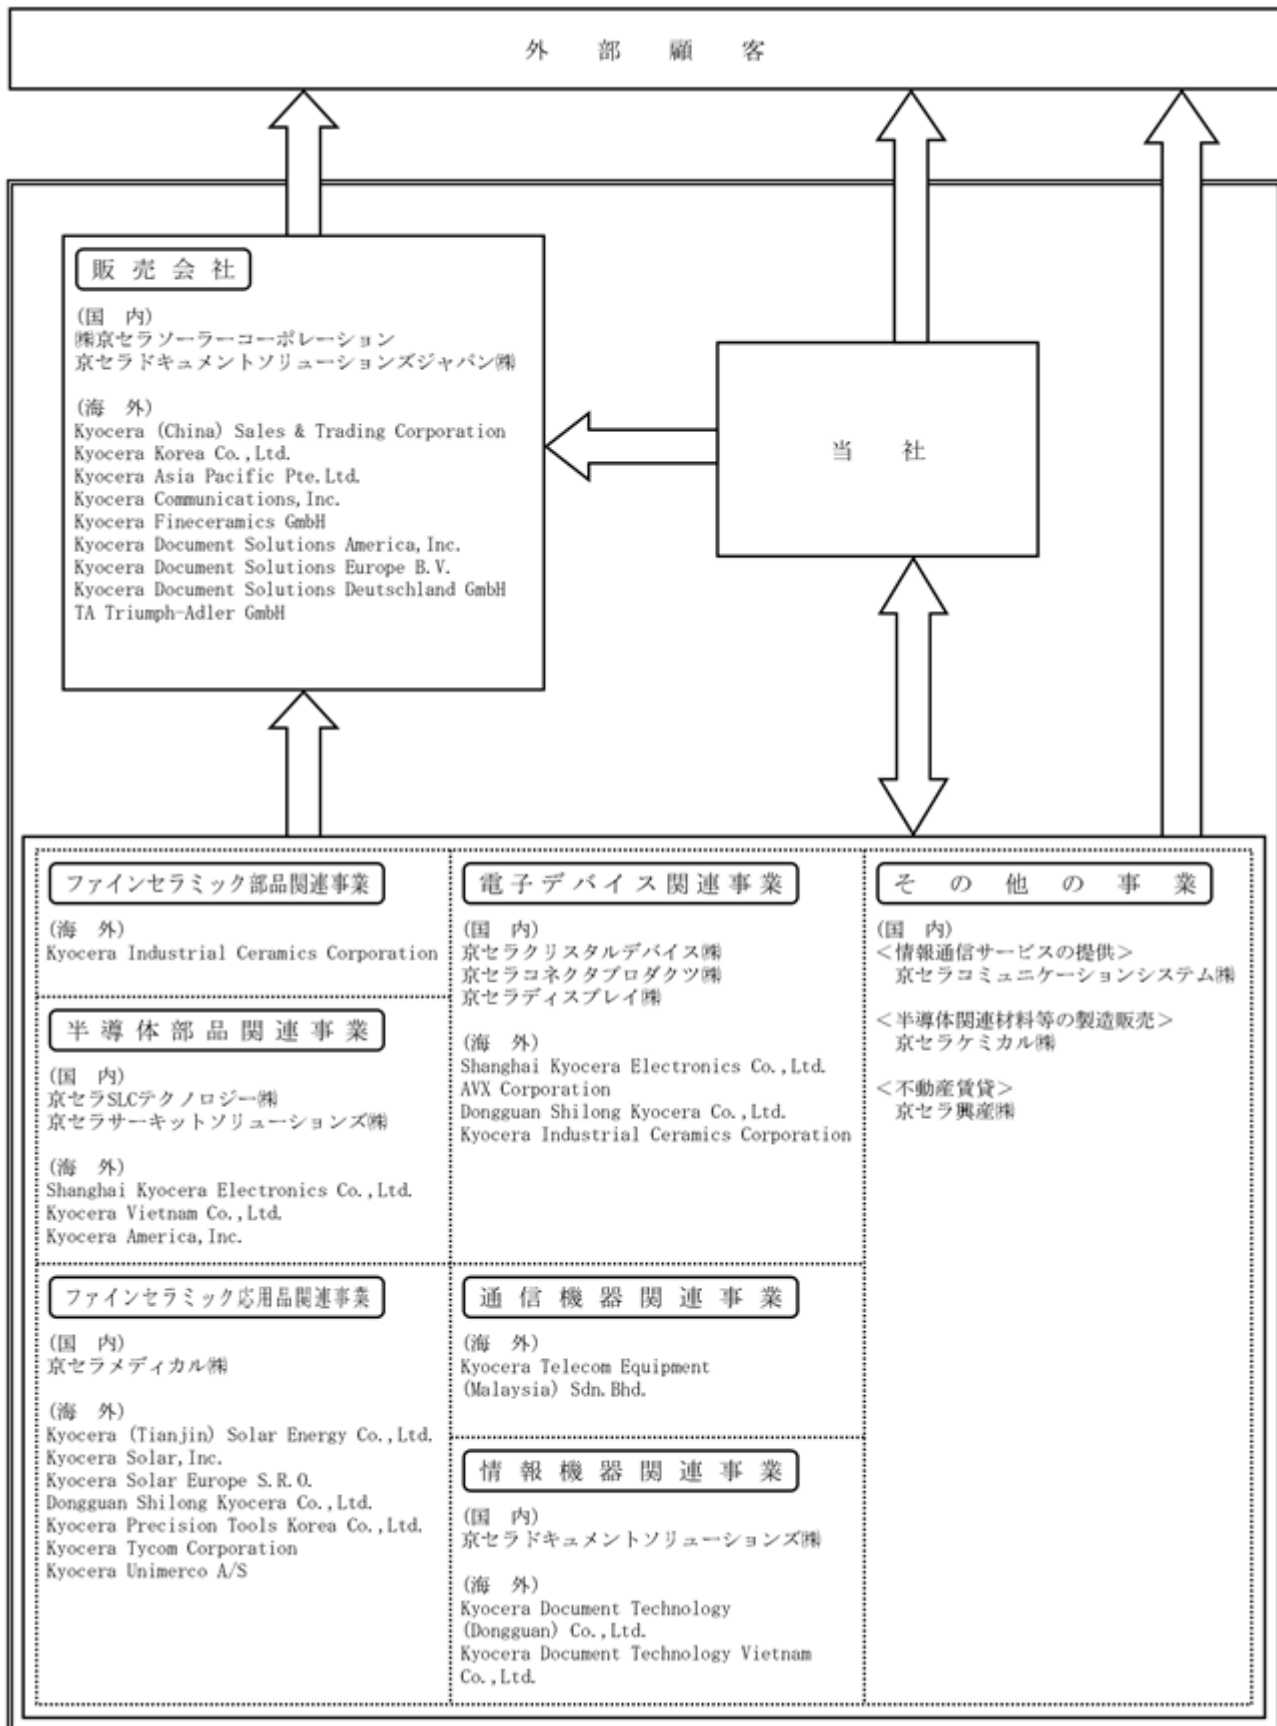 外部顧客
販売会社
(国 内)
㈱京セラソーラーコーポレーション
京セラドキュメントソリューションズジャパン㈱
(海 外)
Kyocera (China) Sales & Trading Corporation
Kyocera Korea Co.,Ltd.
Kyocera Asia Pacific Pte.Ltd.
Kyocera Communications,Inc.
Kyocera Fineceramics GmbH
Kyocera Document Solutions America,Inc.
Kyocera Document Solutions Europe B.V.
Kyocera Document Solutions Deutschland GmbH
TA Triumph-Adler GmbH
当 社
ファインセラミック部品関連事業
(海 外)
Kyocera Industrial Ceramics Corporation
半導体部品関連事業
(国 内)
京セラSLCテクノロジー㈱
京セラサーキットソリューションズ㈱
(海 外)
Shanghai Kyocera Electronics Co.,Ltd.
Kyocera Vietnam Co.,Ltd.
Kyocera America,Inc.
ファインセラミック応用品関連事業
(国 内)
京セラメディカル㈱
(海 外)
Kyocera (Tianjin) Solar Energy Co.,Ltd.
Kyocera Solar,Inc.
Kyocera Solar Europe S.R.O.
Dongguan Shilong Kyocera Co.,Ltd.
Kyocera Precision Tools Korea Co.,Ltd.
Kyocera Tycom Corporation
Kyocera Unimerco A/S
電子デバイス関連事業
(国 内)
京セラクリスタルデバイス㈱
京セラコネクタプロダクツ㈱
京セラディスプレイ㈱
(海 外)
Shanghai Kyocera Electronics Co.,Ltd.
AVX Corporation
Dongguan Shilong Kyocera Co.,Ltd.
Kyocera Industrial Ceramics Corporation
通信機器関連事業
(海 外)
Kyocera Telecom Equipment
(Malaysia) Sdn.Bhd.
情報機器関連事業
(国 内)
京セラドキュメントソリューションズ㈱
(海 外)
Kyocera Document Technology
(Dongguan) Co.,Ltd.
Kyocera Document Technology Vietnam
Co.,Ltd.
その他の事業
(国 内)
＜情報通信サービスの提供＞
京セラコミュニケーションシステム㈱
＜半導体関連材料等の製造販売＞
京セラケミカル㈱
＜不動産賃貸＞
京セラ興産㈱